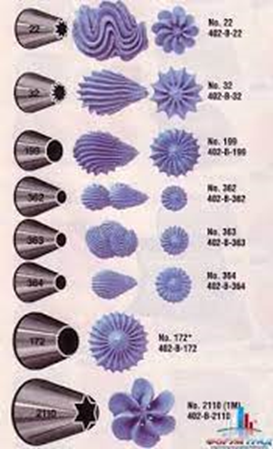 22
No. 22
402-B-22
32
No. 32
402-B-32
199
No. 199
402-B-199
362
No. 362
402-B-362
363
No. 363
402-B-363
364
No. 364
402-B-364
172
No. 172*
402-B-172
2110
No. 2110 (1M)
402-B-2110
ФОРУМ ГРАД